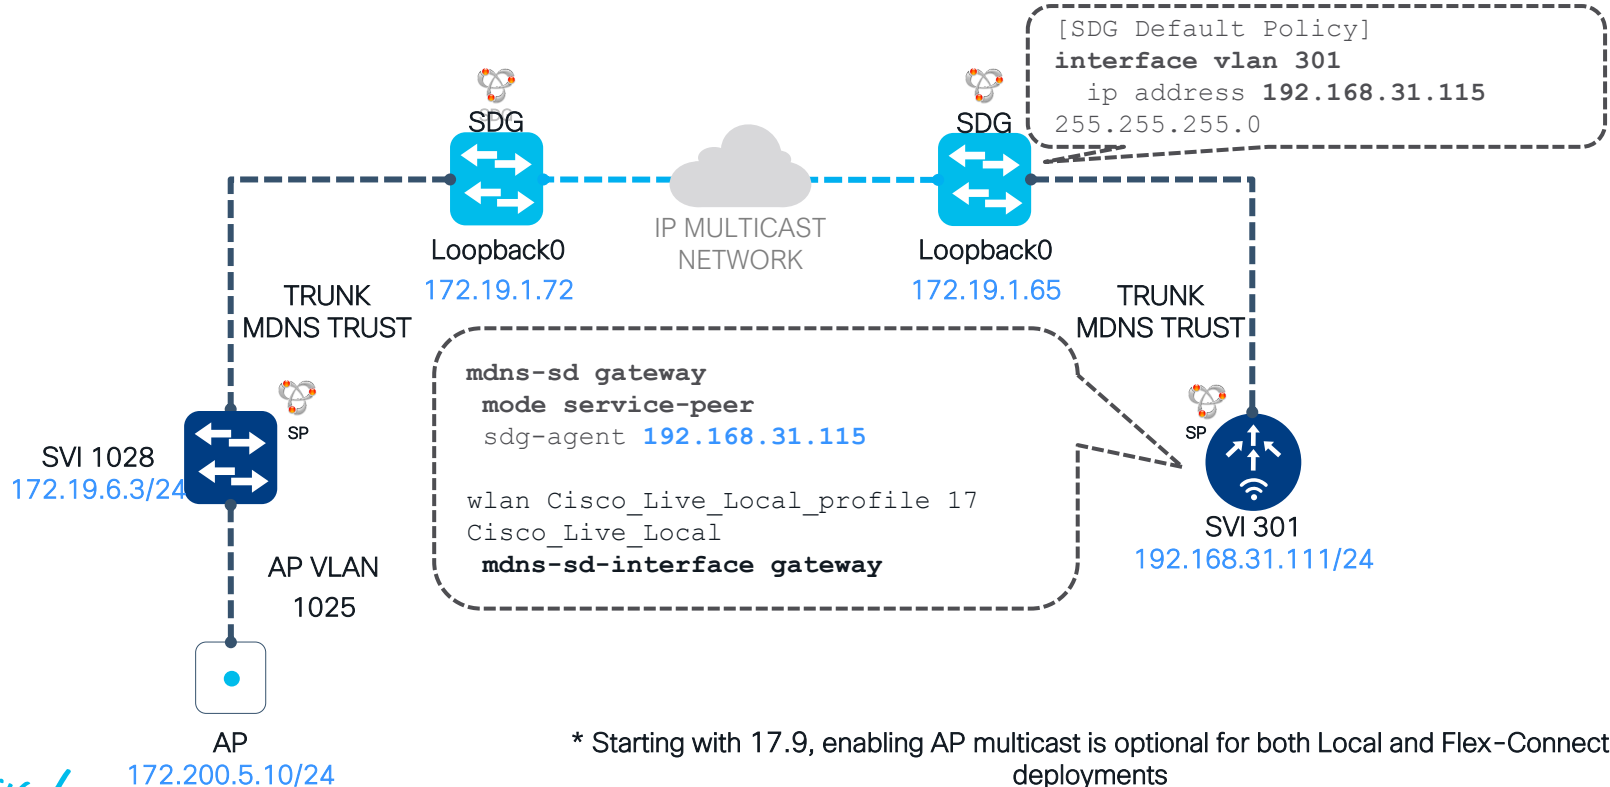 [SDG Default Policy]
interface vlan 301
ip address 192.168.31.115
255.255.255.0
SDG
SDG
Loopback0
172.19.1.72
IP MULTICAST
NETWORK
Loopback0
172.19.1.65
TRUNK
MDNS TRUST
TRUNK
MDNS TRUST
mdns-sd gateway
mode service-peer
sdg-agent 192.168.31.115
wlan Cisco_Live_Local_profile 17
Cisco_Live_Local
mdns-sd-interface gateway
SP
SP
SVI 1028
172.19.6.3/24
SVI 301
192.168.31.111/24
AP VLAN
1025
AP
172.200.5.10/24
* Starting with 17.9, enabling AP multicast is optional for both Local and Flex-Connect
deployments